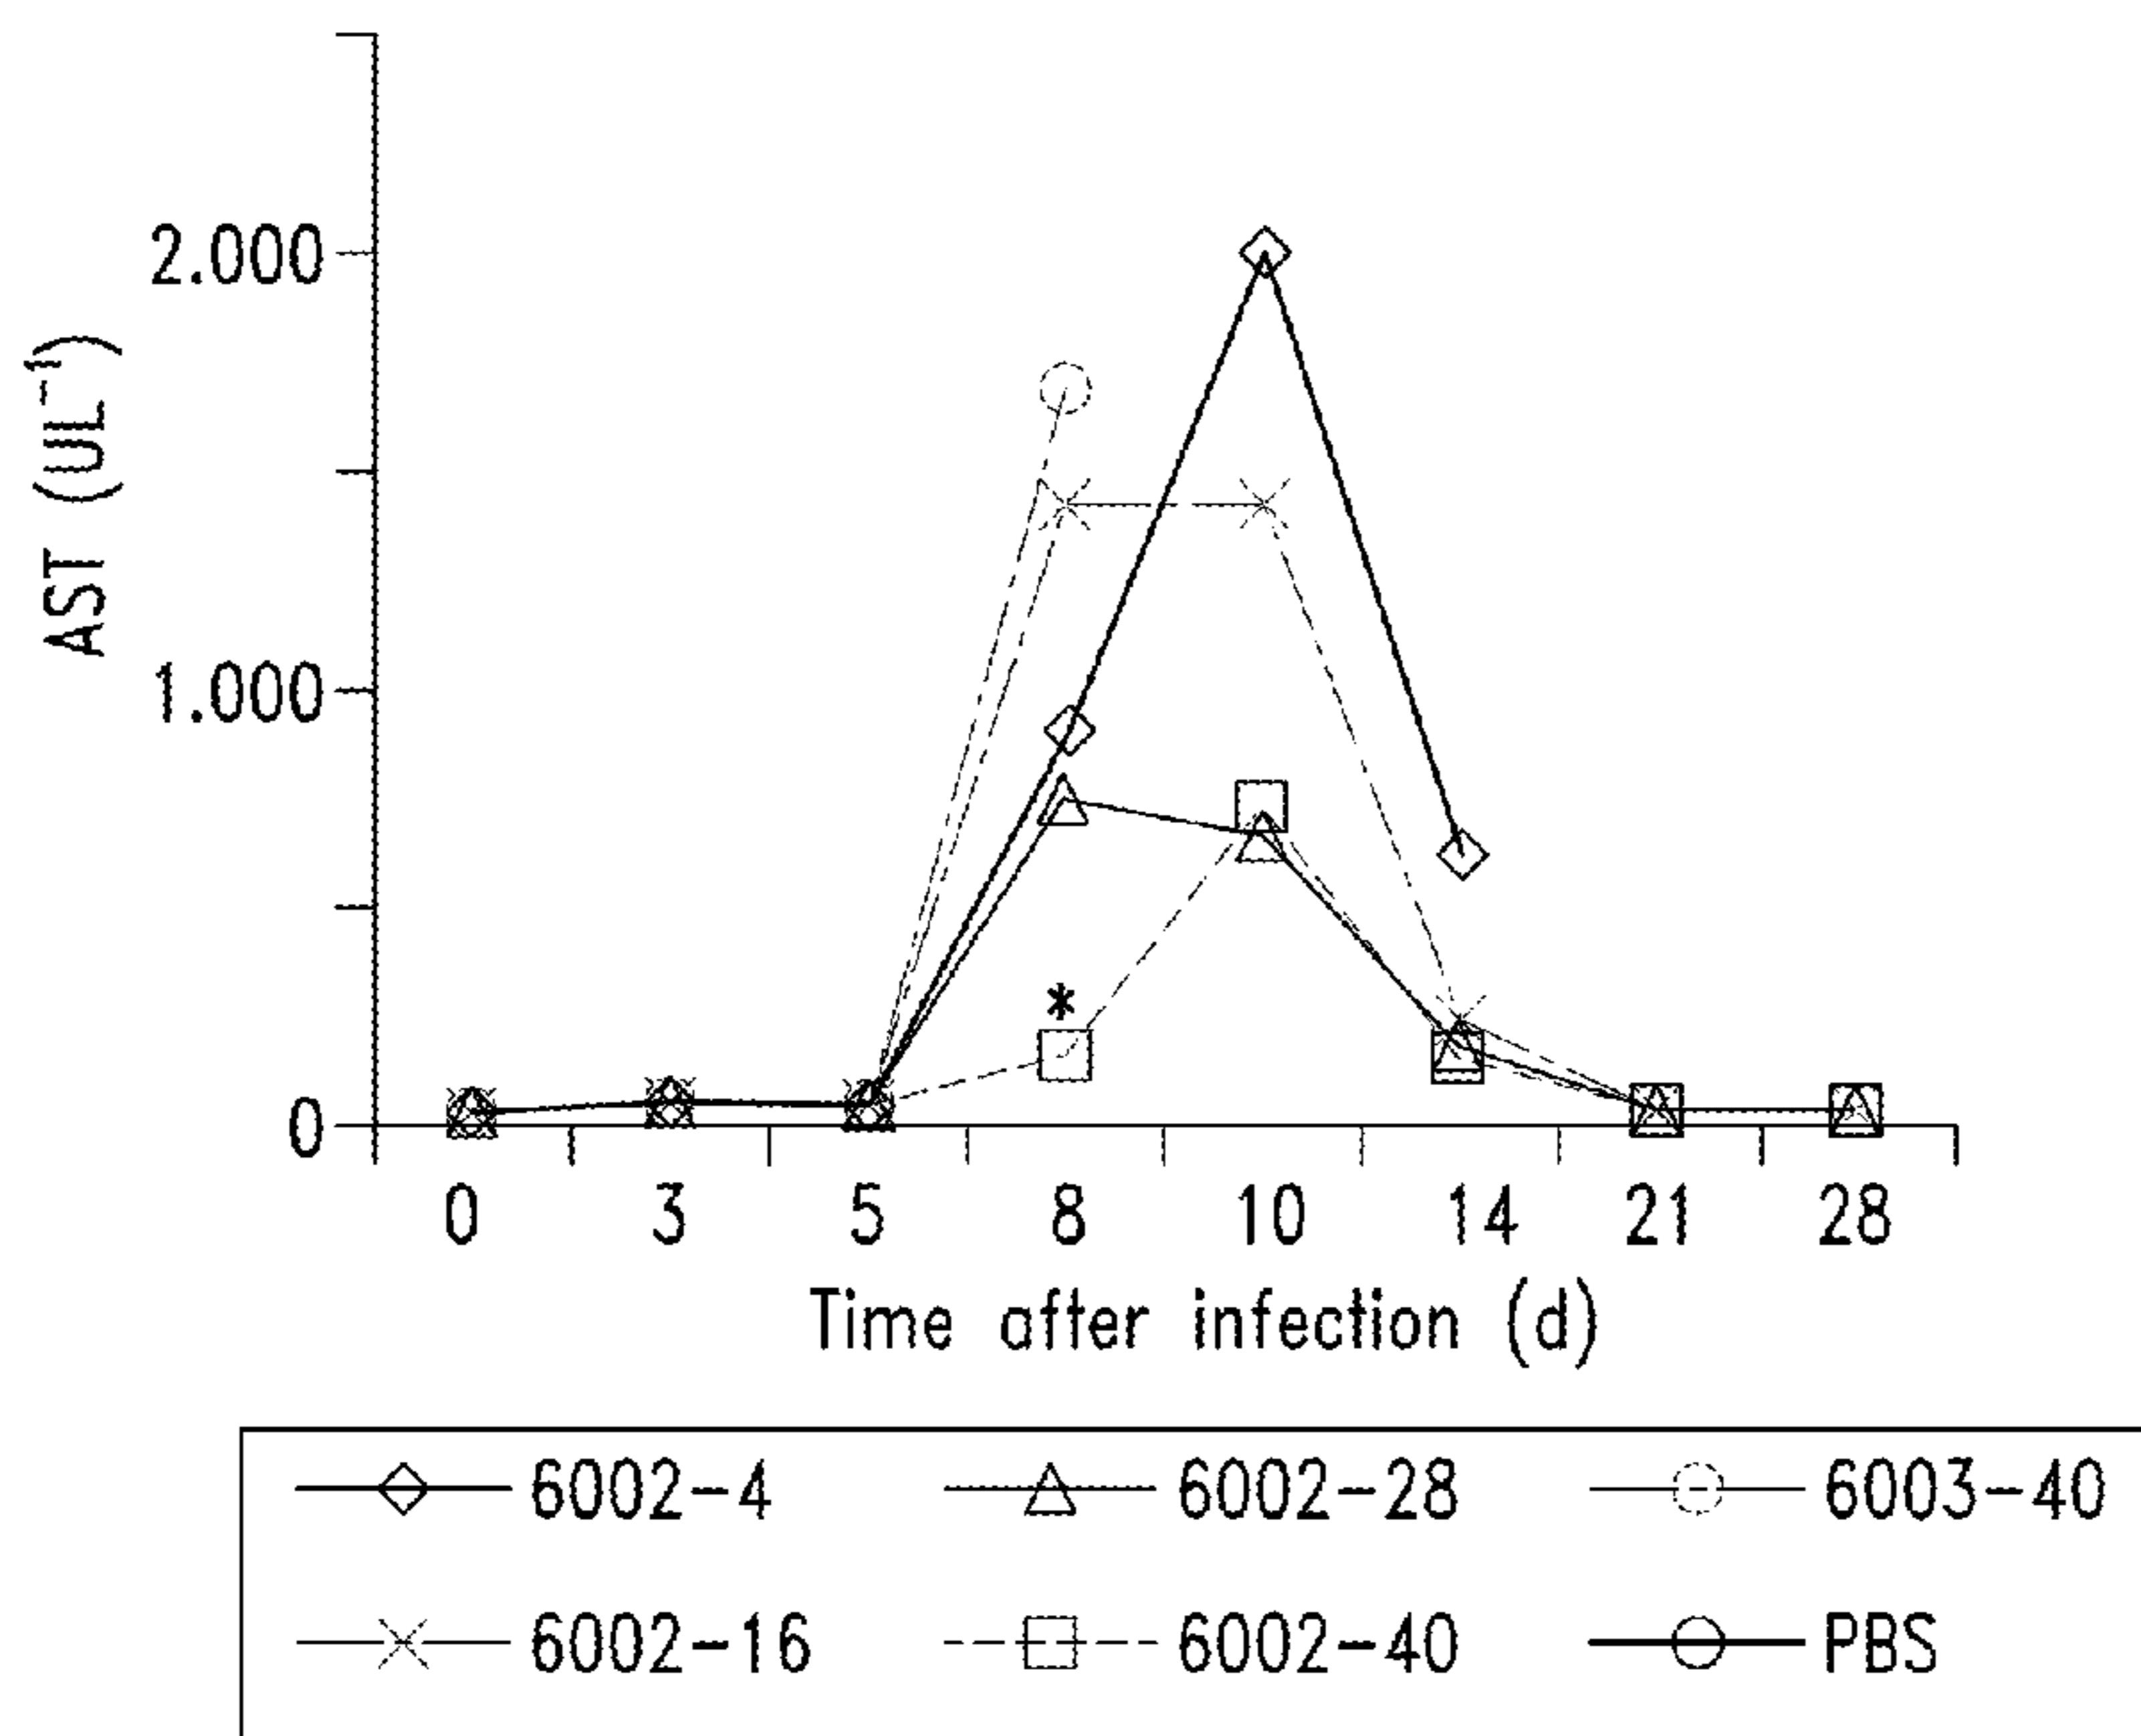 2.000
1.000
0
AST (UL⁻¹)
*
0 3 5 8 10 14 21 28
Time after infection (d)
6002-4 6002-28 6003-40
6002-16 6002-40 PBS